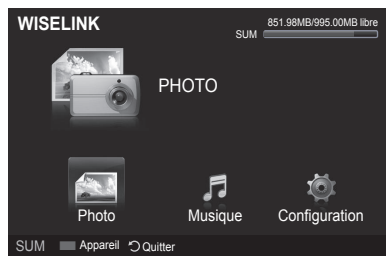 WISELINK
851.98MB/995.00MB libre
SUM
PHOTO
Photo Musique Configuration
SUM Appareil Quitter